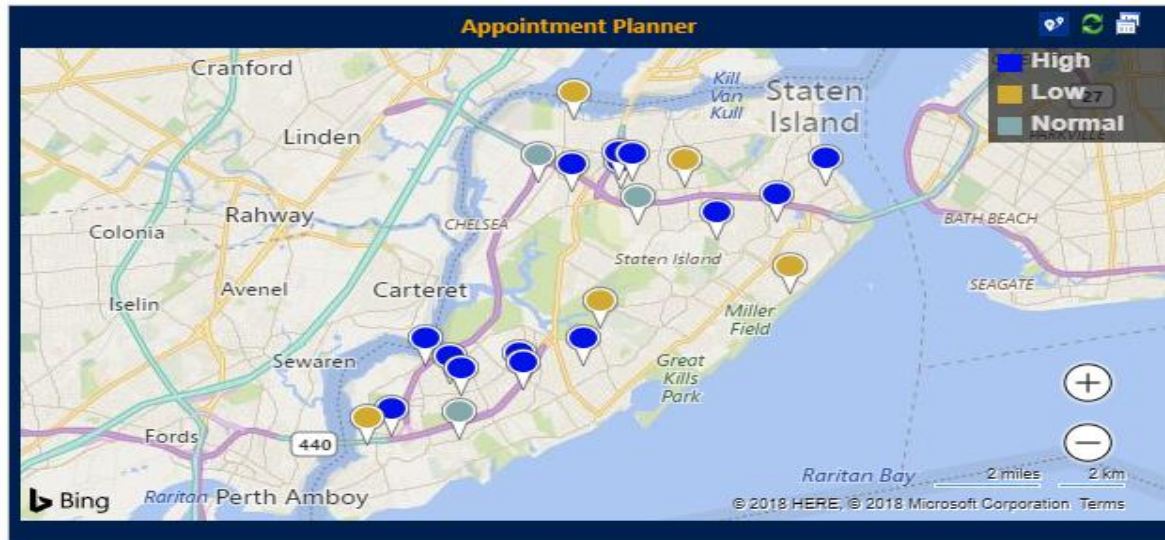 Appointment Planner
High
Low
Normal
27
PARKVILLE
Cranford
Kill
Van
Kull
Staten
Island
Linden
Rahway
CHELSEA
Colonia
BATH BEACH
Staten Island
Avenel
Carteret
Iselin
SEAGATE
Miller
Field
Sewaren
Great
Kills
Park
Fords
440
Raritan Bay
2 miles
2 km
Bing
Raritan
Perth Amboy
© 2018 HERE, © 2018 Microsoft Corporation Terms